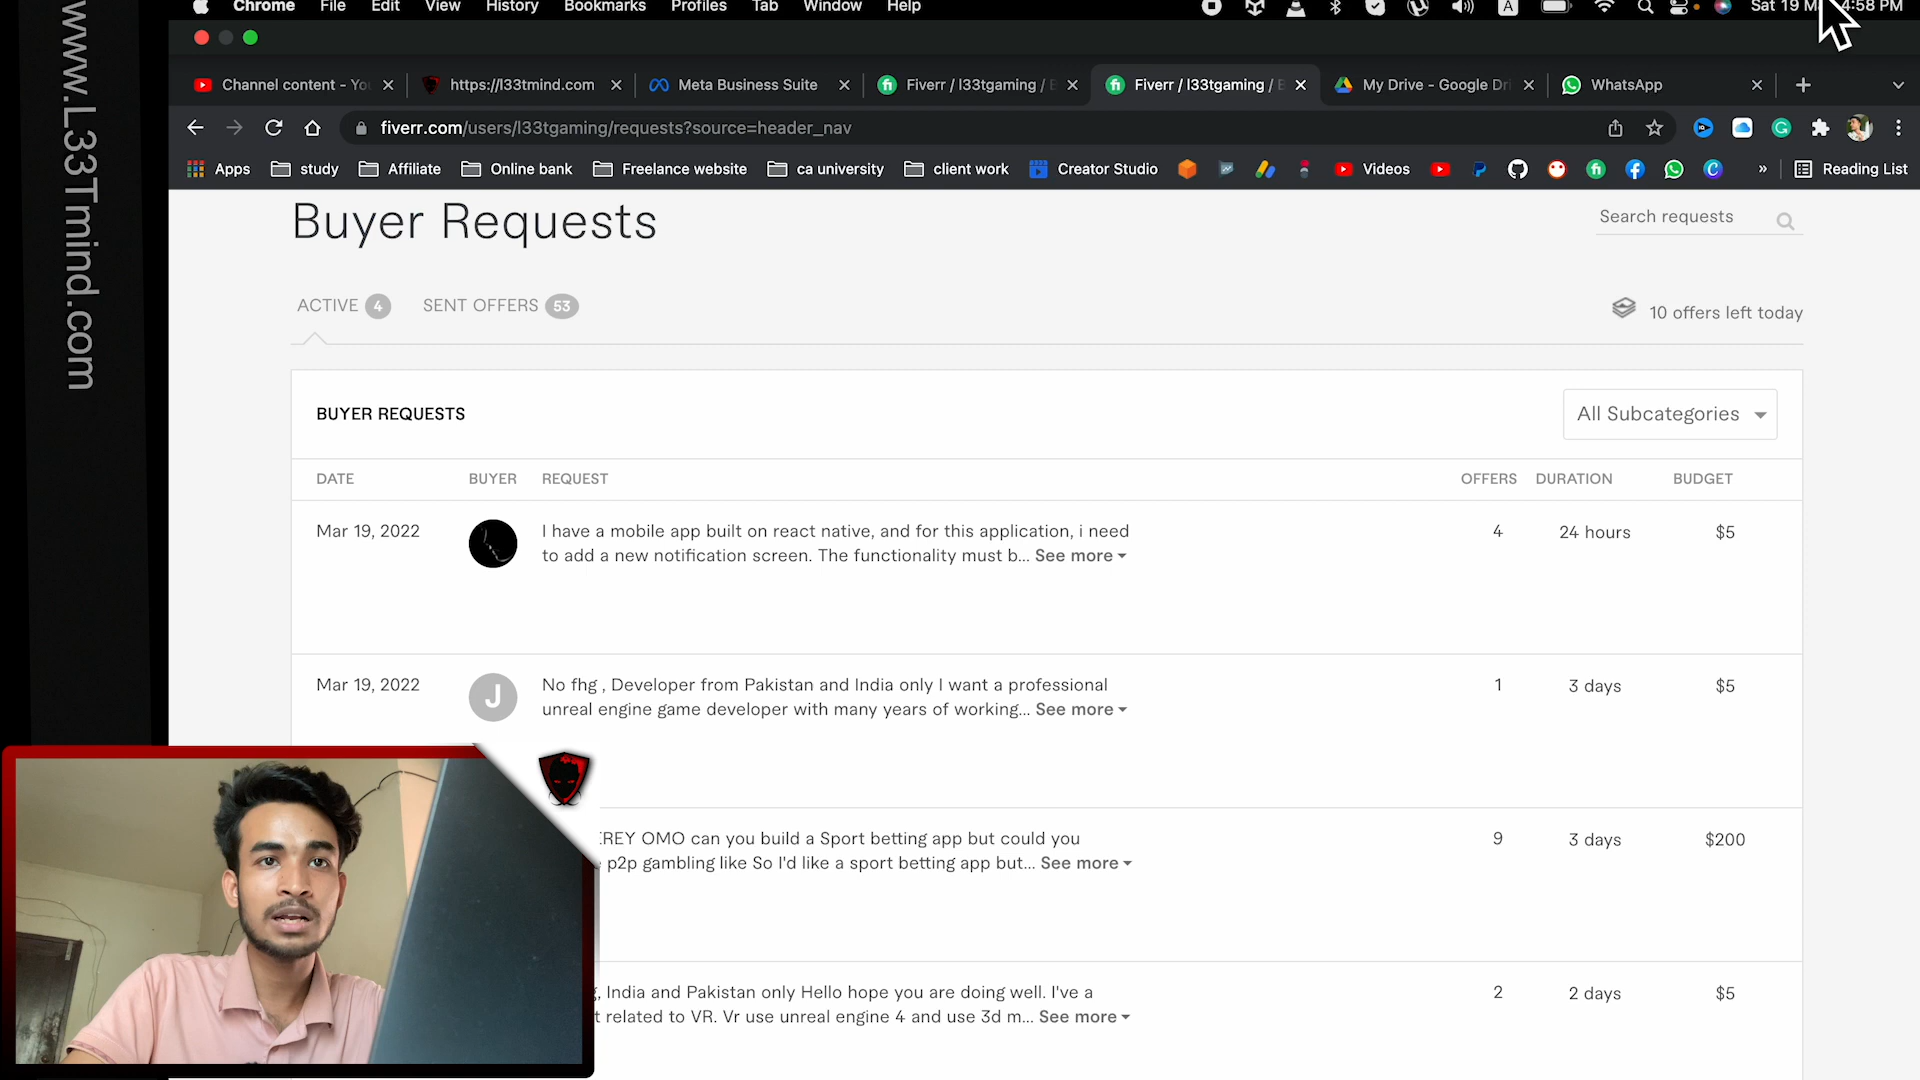 www.L33Tmind.com
Chrome File Edit View History Bookmarks Profiles Tab Window Help
A
Sat 19 M 4:58 PM
Channel content - You
https://l33tmind.com
Meta Business Suite
Fiverr / l33tgaming / B
Fiverr / l33tgaming / B
My Drive - Google Dri
WhatsApp
fiverr.com/users/l33tgaming/requests?source=header_nav
Apps study Affiliate Online bank Freelance website ca university client work Creator Studio Videos » Reading List
Buyer Requests
Search requests
ACTIVE 4 SENT OFFERS 53
10 offers left today
BUYER REQUESTS
All Subcategories
DATE BUYER REQUEST OFFERS DURATION BUDGET
Mar 19, 2022 I have a mobile app built on react native, and for this application, i need 4 24 hours $5
to add a new notification screen. The functionality must b... See more
Mar 19, 2022 J No fhg , Developer from Pakistan and India only I want a professional 1 3 days $5
unreal engine game developer with many years of working... See more
REY OMO can you build a Sport betting app but could you 9 3 days $200
p2p gambling like So I'd like a sport betting app but... See more
, India and Pakistan only Hello hope you are doing well. I've a 2 2 days $5
t related to VR. Vr use unreal engine 4 and use 3d m... See more